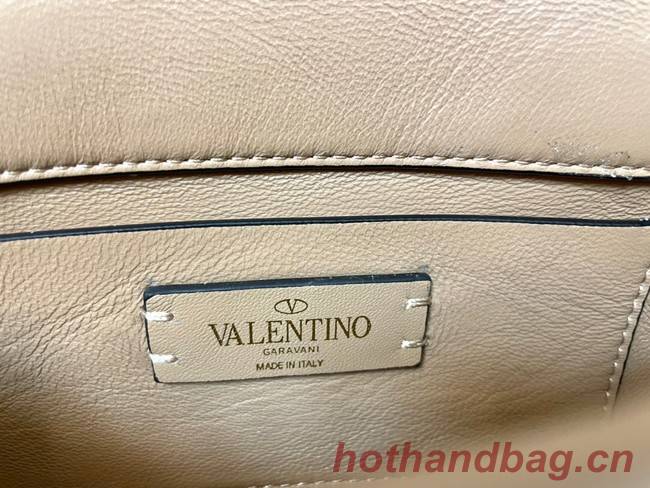 VALENTINO
GARAVANI
MADE IN ITALY
hothandbag.cn